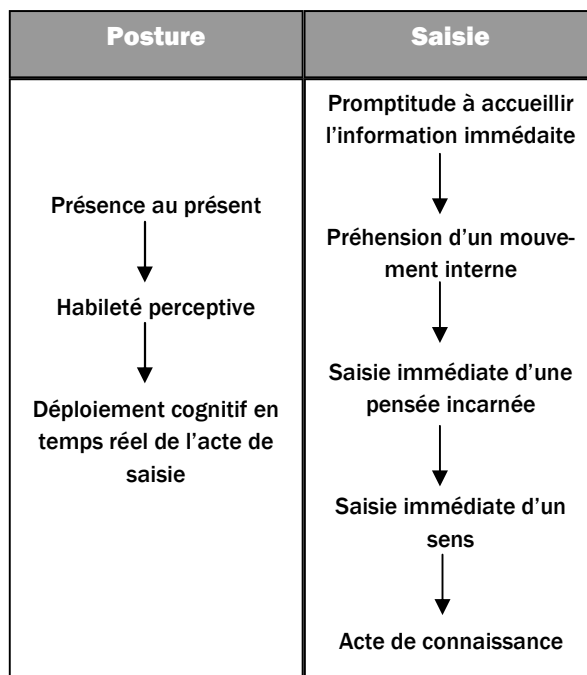 Posture
Saisie
Présence au présent
Habileté perceptive
Déploiement cognitif en
temps réel de l'acte de
saisie
Promptitude à accueillir
l'information immédaite
Préhension d'un mouve-
ment interne
Saisie immédiate d'une
pensée incarnée
Saisie immédiate d'un
sens
Acte de connaissance